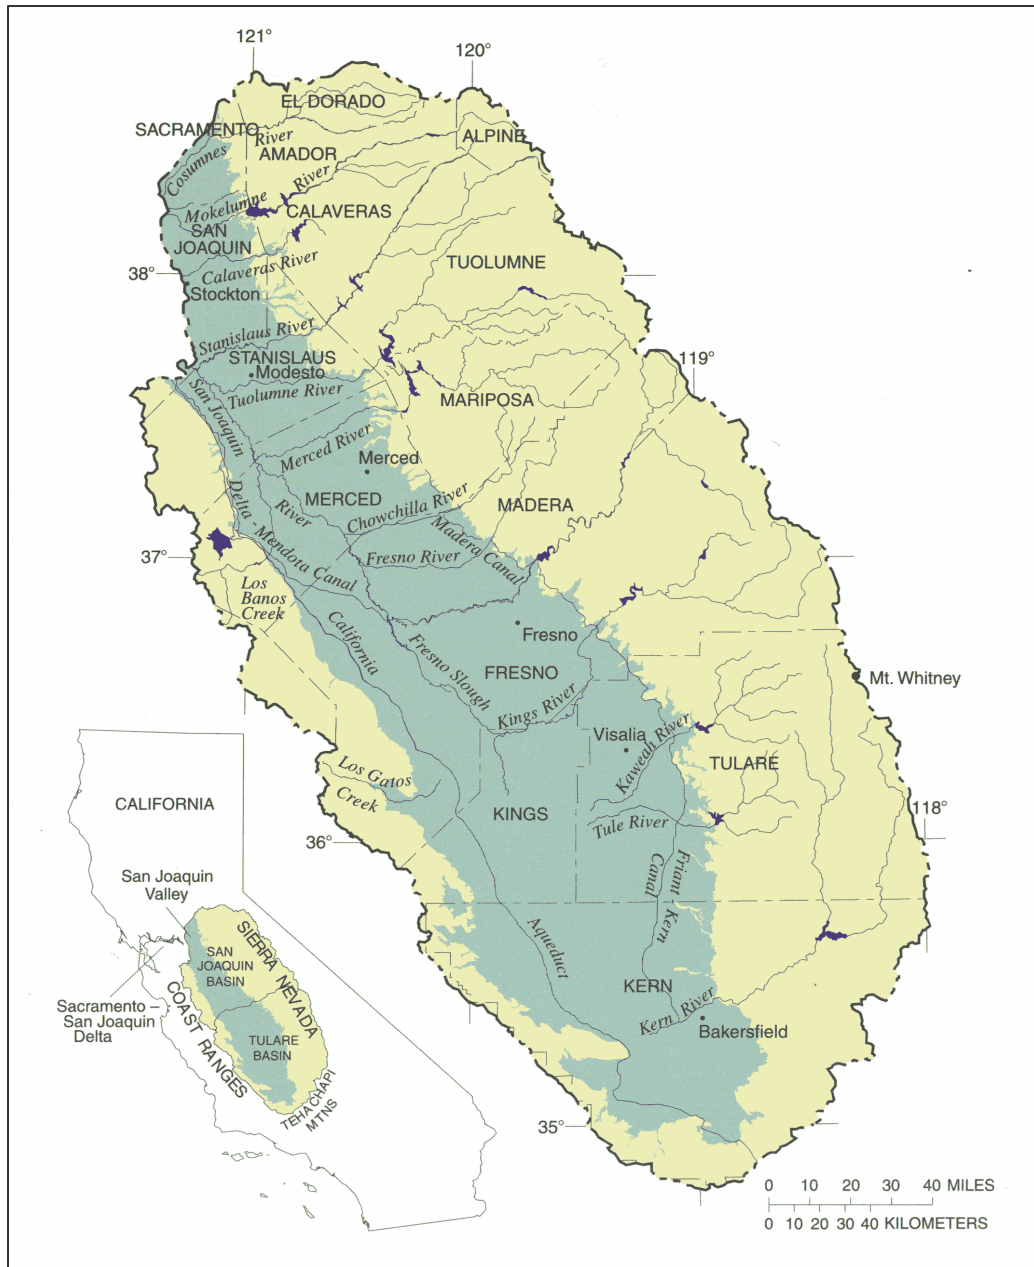 121°
120°
EL DORADO
SACRAMENTO
River
ALPINE
AMADOR
Cosumnes
River
Mokelumne
CALAVERAS
SAN
JOAQUIN
TUOLUMNE
38°
Calaveras River
Stockton
Stanislaus River
STANISLAUS
119°
Modesto
San Joaquin
Tuolumne River
MARIPOSA
Merced River
Merced
MERCED
Delta - Mendota Canal
River
Chowchilla River
MADERA
Madera Canal
37°
Fresno River
Los
Banos
Creek
California
Fresno
Fresno Slough
FRESNO
Mt. Whitney
Kings River
Visalia
Kaweah River
TULARE
Los Gatos
Creek
KINGS
118°
Tule River
36°
Friant - Kern
Canal
Aqueduct
KERN
Kern River
Bakersfield
35°
CALIFORNIA
San Joaquin
Valley
SIERRA NEVADA
SAN
JOAQUIN
BASIN
COAST RANGES
Sacramento –
San Joaquin
Delta
TULARE
BASIN
TEHACHAPI
MTNS
0 10 20 30 40 MILES
0 10 20 30 40 KILOMETERS